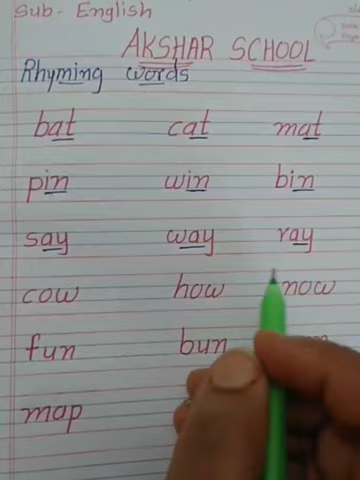 Sub- English
AKSHAR SCHOOL
Rhyming words
bat cat mat
pin win bin
say way ray
cow how now
fun bun
map